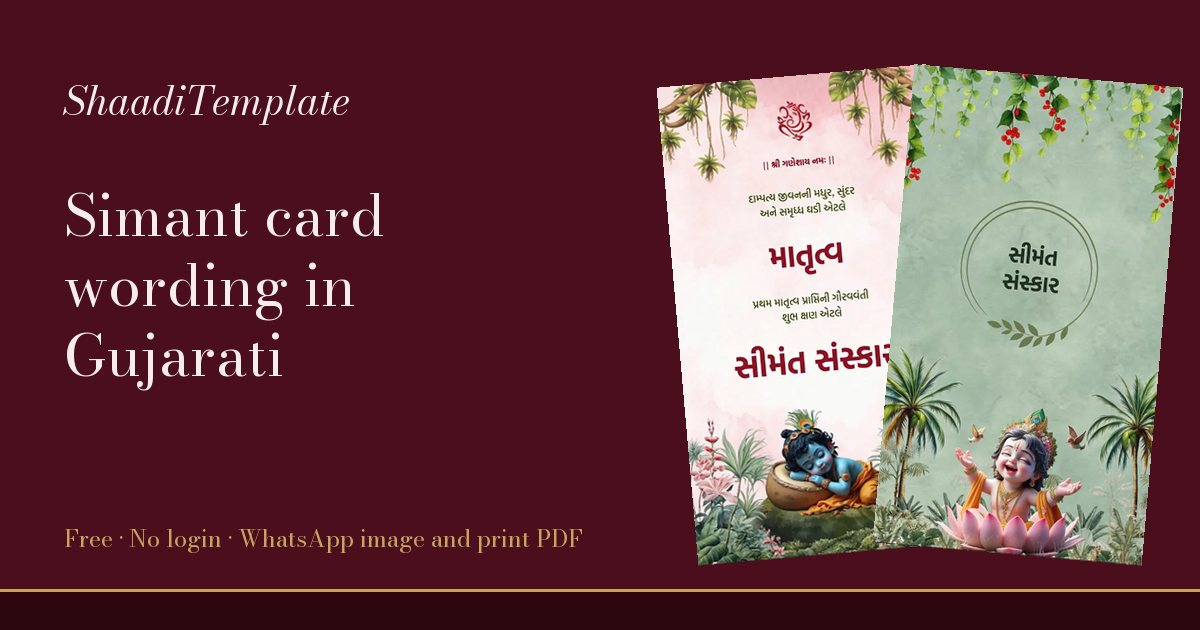 ShaadiTemplate
Simant card
wording in
Gujarati
Free · No login · WhatsApp image and print PDF
|| શ્રી ગણેશાય નમઃ ||
દામ્પત્ય જીવનની મધુર, સુંદર
અને સમૃધ્ધ ઘડી એટલે
માતૃત્વ
પ્રથમ માતૃત્વ પ્રાપ્તિની ગૌરવવંતી
શુભ ક્ષણ એટલે
સીમંત સંસ્કાર
સીમંત
સંસ્કાર